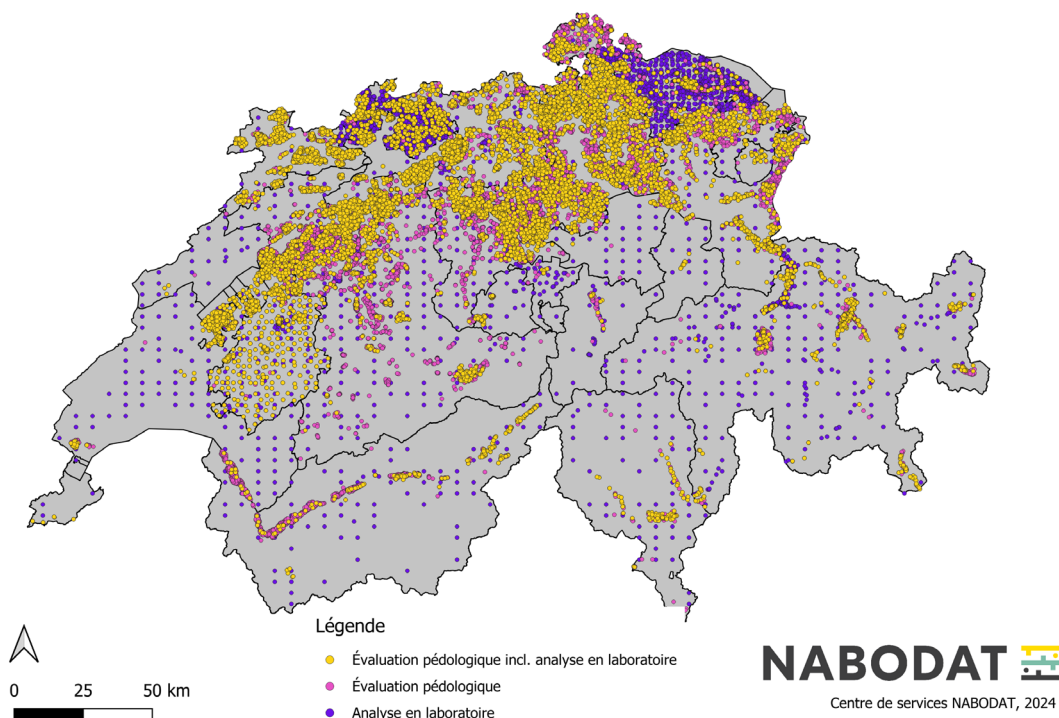 Légende
Évaluation pédologique incl. analyse en laboratoire
Évaluation pédologique
Analyse en laboratoire
0 25 50 km
NABODAT
Centre de services NABODAT, 2024